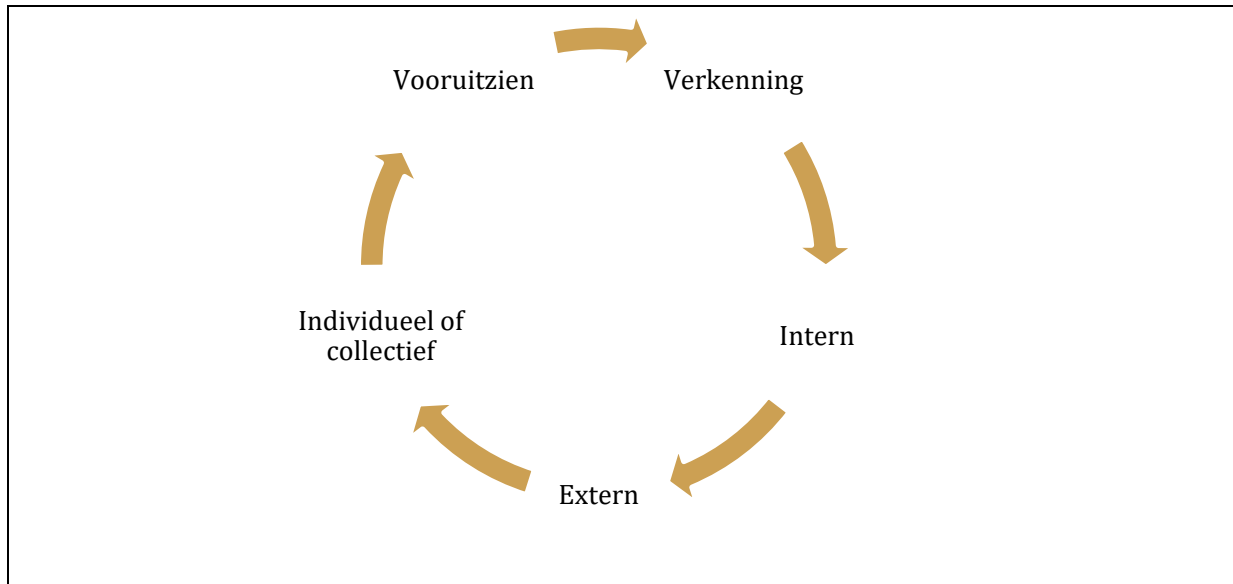 Vooruitzien
Verkenning
Intern
Extern
Individueel of
collectief